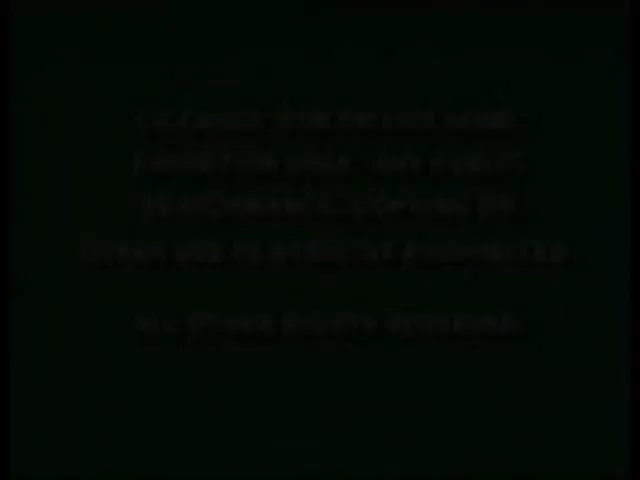 LICENSED FOR PRIVATE HOME
EXHIBITION ONLY. ANY PUBLIC
PERFORMANCE, COPYING OR
OTHER USE IS STRICTLY PROHIBITED
ALL OTHER RIGHTS RESERVED.